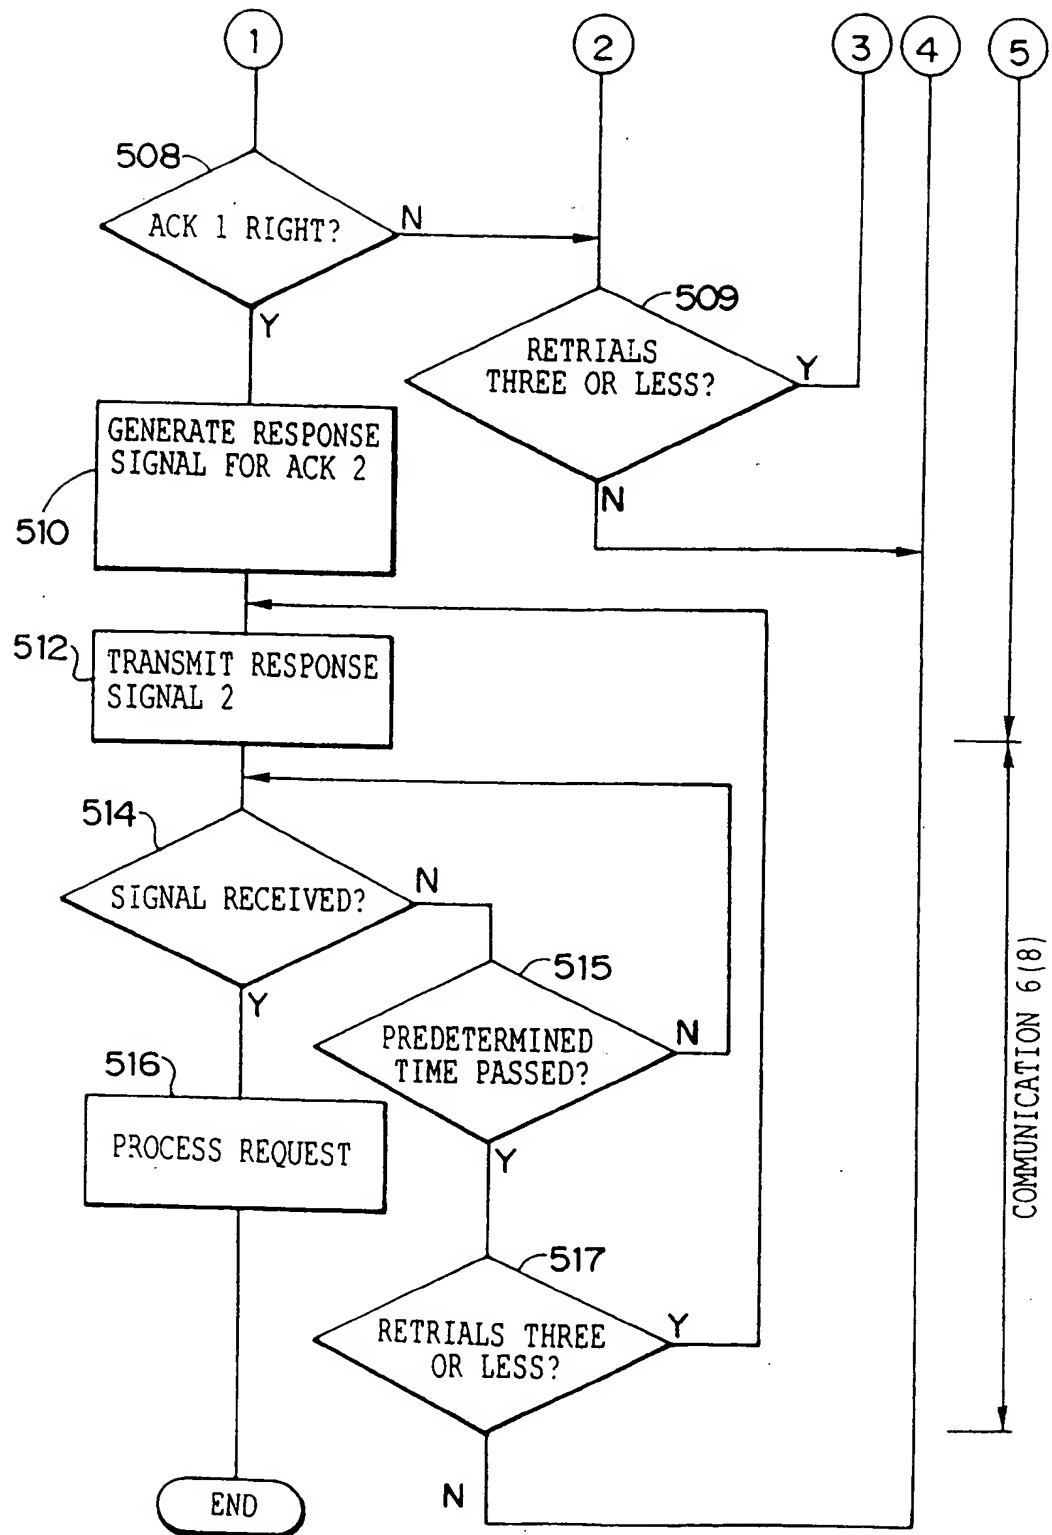 1
2
3
4
5
508
ACK 1 RIGHT?
N
Y
509
RETRIALS
THREE OR LESS?
Y
N
GENERATE RESPONSE
SIGNAL FOR ACK 2
510
512
TRANSMIT RESPONSE
SIGNAL 2
514
SIGNAL RECEIVED?
N
Y
515
PREDETERMINED
TIME PASSED?
N
Y
516
PROCESS REQUEST
517
RETRIALS THREE
OR LESS?
Y
N
END
COMMUNICATION 6(8)